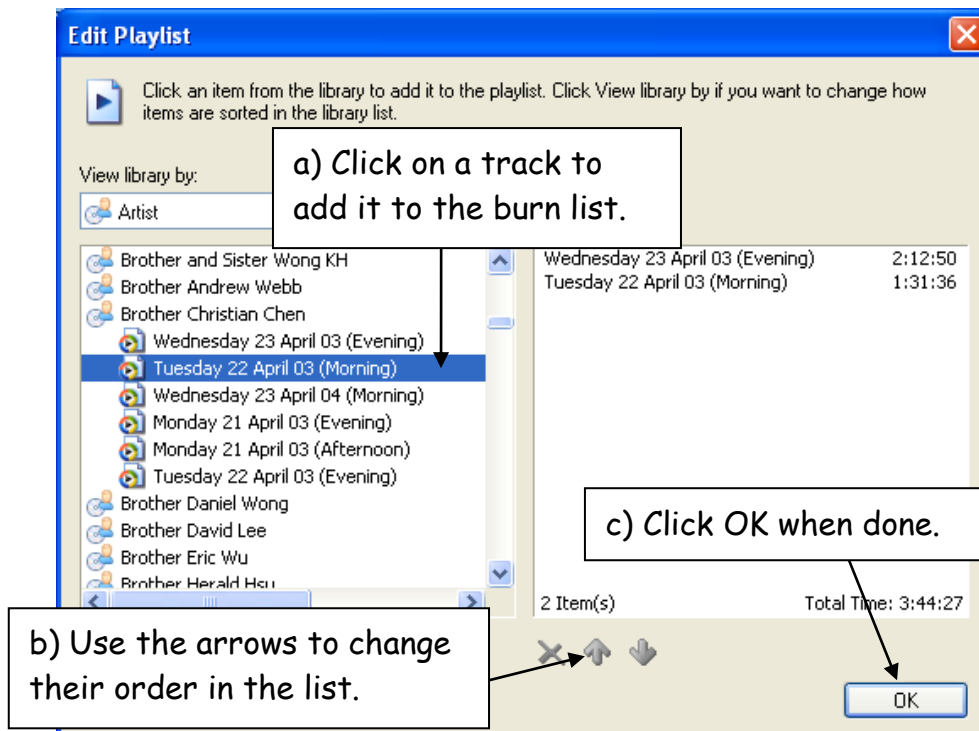 Edit Playlist
Click an item from the library to add it to the playlist. Click View library by if you want to change how
items are sorted in the library list.
a) Click on a track to
add it to the burn list.
View library by:
Artist
Brother and Sister Wong KH
Brother Andrew Webb
Brother Christian Chen
Wednesday 23 April 03 (Evening)
Tuesday 22 April 03 (Morning)
Wednesday 23 April 04 (Morning)
Monday 21 April 03 (Evening)
Monday 21 April 03 (Afternoon)
Tuesday 22 April 03 (Evening)
Brother Daniel Wong
Brother David Lee
Brother Eric Wu
Brother Herald Hsu
Wednesday 23 April 03 (Evening) 2:12:50
Tuesday 22 April 03 (Morning) 1:31:36
c) Click OK when done.
2 Item(s) Total Time: 3:44:27
b) Use the arrows to change
their order in the list.
OK